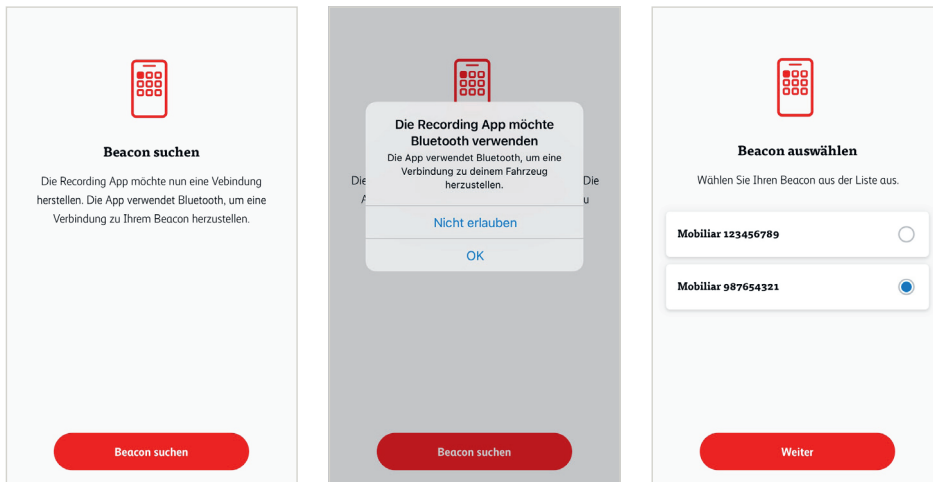 Beacon suchen
Die Recording App möchte nun eine Vebindung
herstellen. Die App verwendet Bluetooth, um eine
Verbindung zu Ihrem Beacon herzustellen.
Beacon suchen
Die Recording App möchte
Bluetooth verwenden
Die App verwendet Bluetooth, um eine
Verbindung zu deinem Fahrzeug
herzustellen.
Die
Die
A
u
Nicht erlauben
OK
Beacon suchen
Beacon auswählen
Wählen Sie Ihren Beacon aus der Liste aus.
Mobiliar 123456789
Mobiliar 987654321
Weiter